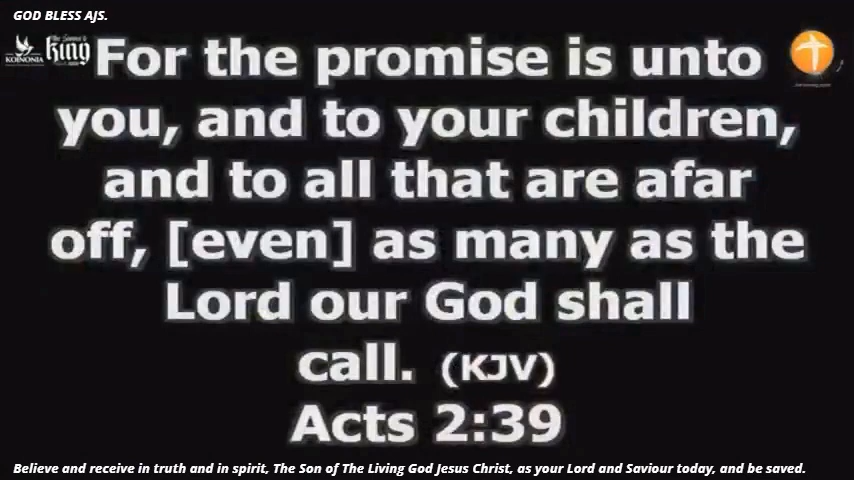 GOD BLESS AJS.
KOINONIA
king
For the promise is unto
you, and to your children,
and to all that are afar
off, [even] as many as the
Lord our God shall
call. (KJV)
Acts 2:39
Believe and receive in truth and in spirit, The Son of The Living God Jesus Christ, as your Lord and Saviour today, and be saved.